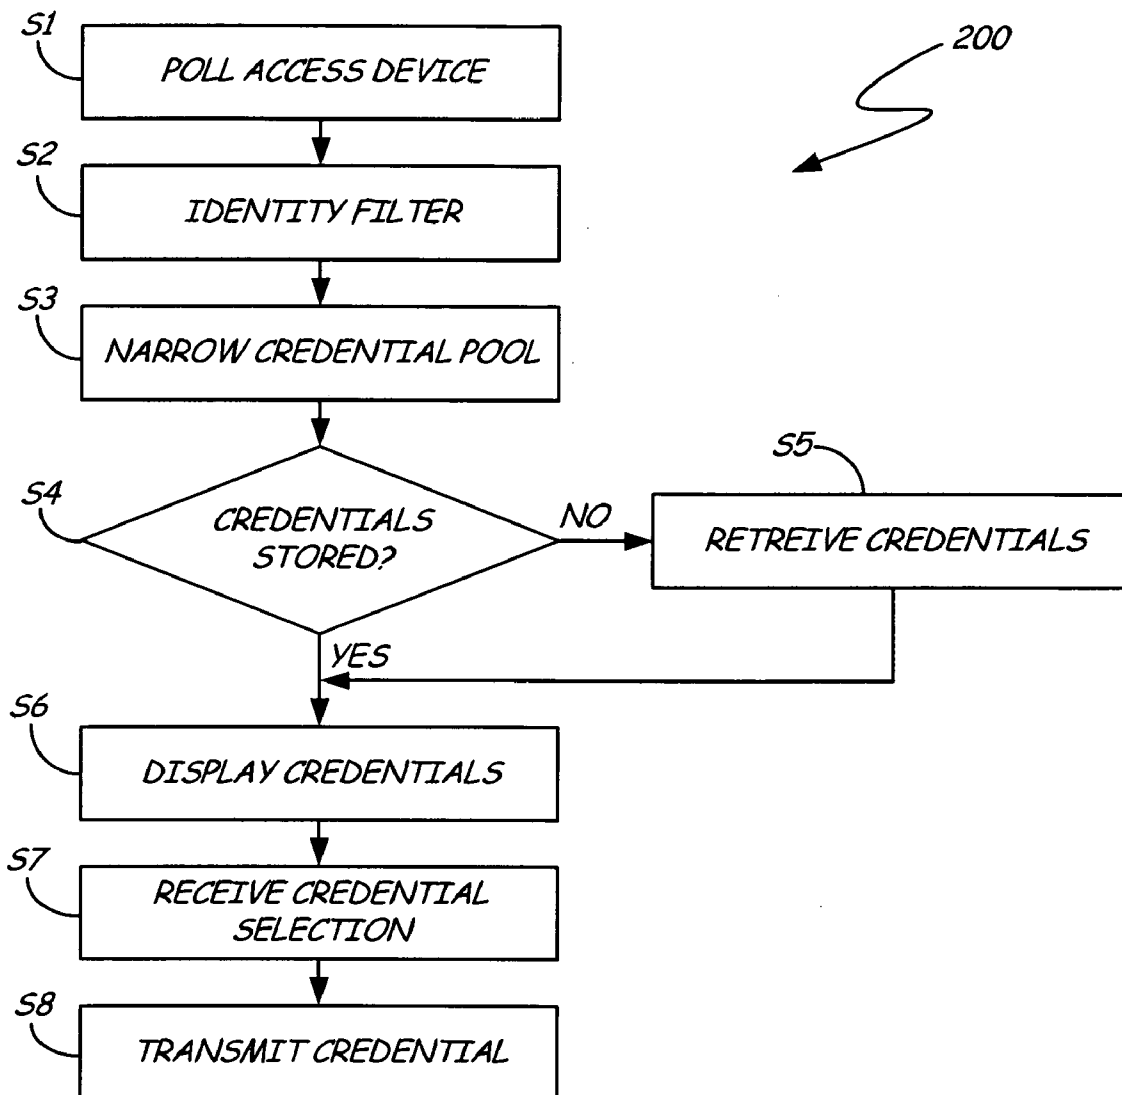 S1
POLL ACCESS DEVICE
200
S2
IDENTITY FILTER
S3
NARROW CREDENTIAL POOL
S4
CREDENTIALS
STORED?
NO
S5
RETREIVE CREDENTIALS
YES
S6
DISPLAY CREDENTIALS
S7
RECEIVE CREDENTIAL
SELECTION
S8
TRANSMIT CREDENTIAL